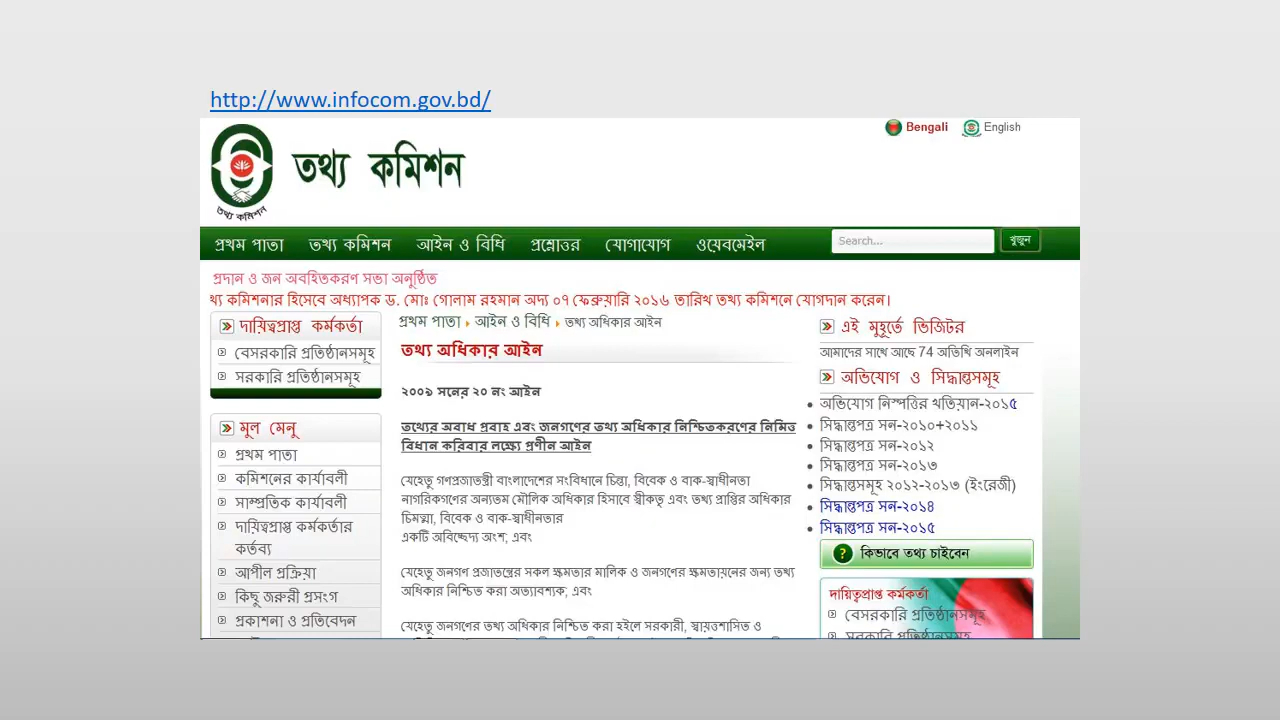 http://www.infocom.gov.bd/
Bengali English
তথ্য কমিশন
তথ্য কমিশন
প্রথম পাতা তথ্য কমিশন আইন ও বিধি প্রশ্নোত্তর যোগাযোগ ওয়েবমেইল Search... খুজুন
প্রদান ও জন অবহিতকরণ সভা অনুষ্ঠিত
থ্য কমিশনার হিসেবে অধ্যাপক ড. মোঃ গোলাম রহমান অদ্য ০৭ ফেব্রুয়ারি ২০১৬ তারিখ তথ্য কমিশনে যোগদান করেন।
দায়িত্বপ্রাপ্ত কর্মকর্তা
বেসরকারি প্রতিষ্ঠানসমূহ
সরকারি প্রতিষ্ঠানসমূহ
মূল মেনু
প্রথম পাতা
কমিশনের কার্যাবলী
সাম্প্রতিক কার্যাবলী
দায়িত্বপ্রাপ্ত কর্মকর্তার
কর্তব্য
আপীল প্রক্রিয়া
কিছু জরুরী প্রসংগ
প্রকাশনা ও প্রতিবেদন
প্রথম পাতা আইন ও বিধি তথ্য অধিকার আইন
তথ্য অধিকার আইন
২০০৯ সনের ২০ নং আইন
তথ্যের অবাধ প্রবাহ এবং জনগণের তথ্য অধিকার নিশ্চিতকরণের নিমিত্ত
বিধান করিবার লক্ষ্যে প্রণীন আইন
যেহেতু গণপ্রজাতন্ত্রী বাংলাদেশের সংবিধানে চিন্তা, বিবেক ও বাক-স্বাধীনতা
নাগরিকগণের অন্যতম মৌলিক অধিকার হিসাবে স্বীকতৃ এবং তথ্য প্রাপ্তির অধিকার
চিমত্মা, বিবেক ও বাক-স্বাধীনতার
একটি অবিচ্ছেদ্য অংশ; এবং
যেহেতু জনগণ প্রজাতন্ত্রের সকল ক্ষমতার মালিক ও জনগণের ক্ষমতায়নের জন্য তথ্য
অধিকার নিশ্চিত করা অত্যাবশ্যক; এবং
যেহেতু জনগণের তথ্য অধিকার নিশ্চিত করা হইলে সরকারী, স্বায়ত্তশাসিত ও
এই মুহূর্তে ভিজিটর
আমাদের সাথে আছে 74 অতিথি অনলাইন
অভিযোগ ও সিদ্ধান্তসমূহ
অভিযোগ নিস্পত্তির খতিয়ান-২০১৫
সিদ্ধান্তপত্র সন-২০১০+২০১১
সিদ্ধান্তপত্র সন-২০১২
সিদ্ধান্তপত্র সন-২০১৩
সিদ্ধান্তসমূহ ২০১২-২০১৩ (ইংরেজী)
সিদ্ধান্তপত্র সন-২০১৪
সিদ্ধান্তপত্র সন-২০১৫
? কিভাবে তথ্য চাইবেন
দায়িত্বপ্রাপ্ত কর্মকর্তা
বেসরকারি প্রতিষ্ঠানসমূহ
সরকারি প্রতিষ্ঠানসমূহ